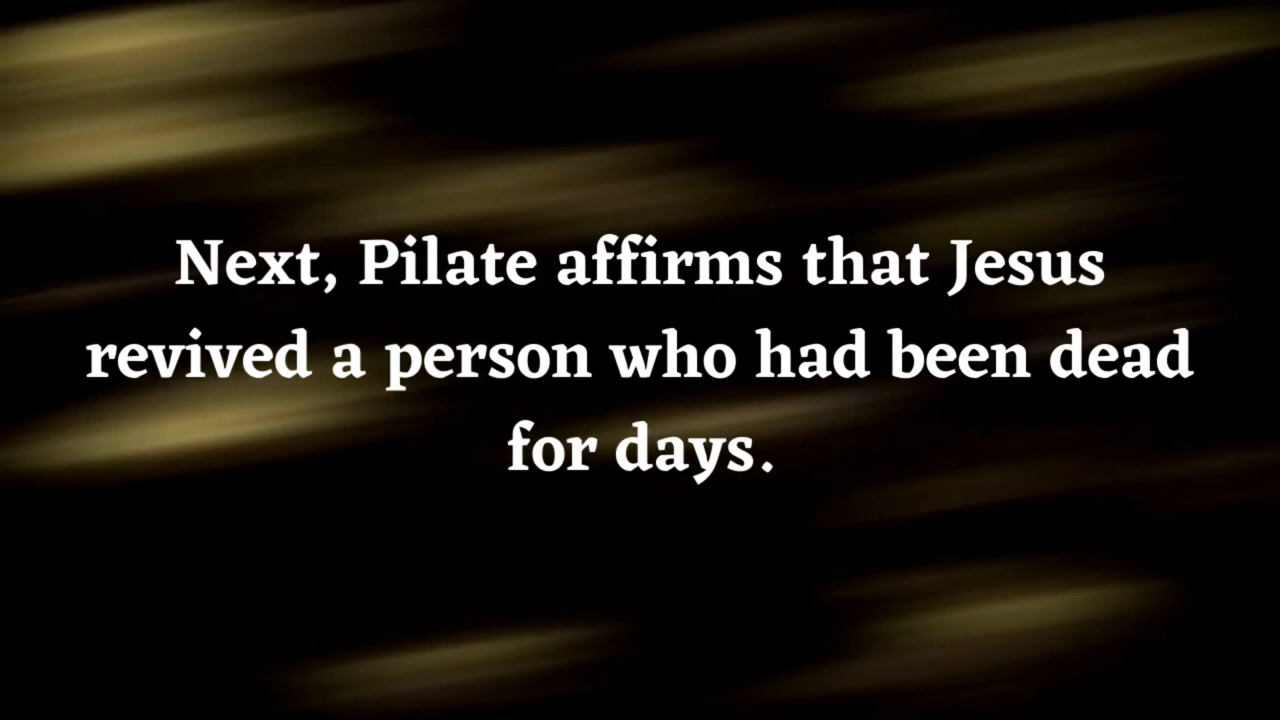 Next, Pilate affirms that Jesus
revived a person who had been dead
for days.